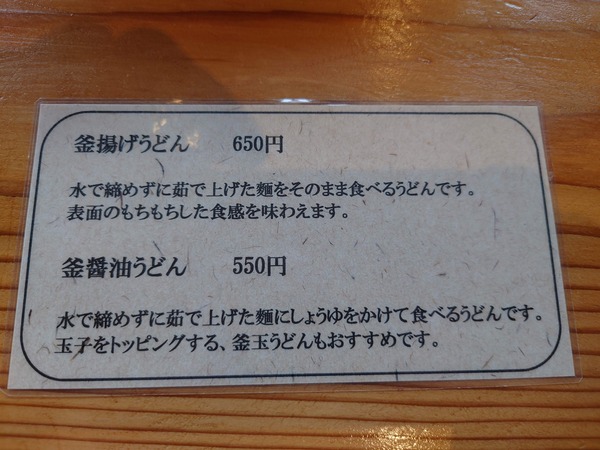 釜揚げうどん 650円
水で締めずに茹で上げた麺をそのまま食べるうどんです。
表面のもちもちした食感を味わえます。
釜醤油うどん 550円
水で締めずに茹で上げた麺にしょうゆをかけて食べるうどんです。
玉子をトッピングする、釜玉うどんもおすすめです。